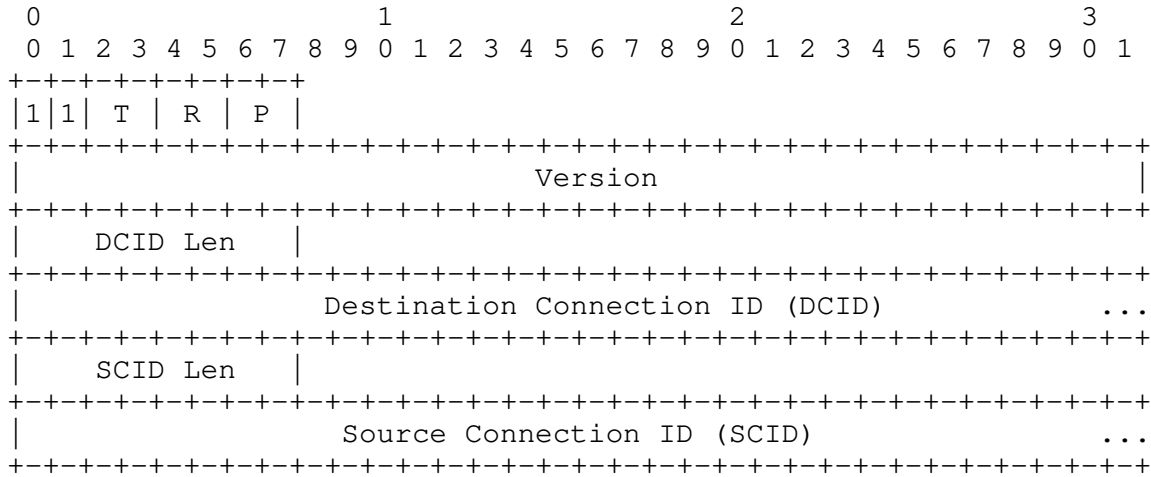 0                   1                   2                   3
 0 1 2 3 4 5 6 7 8 9 0 1 2 3 4 5 6 7 8 9 0 1 2 3 4 5 6 7 8 9 0 1
+-+-+-+-+-+-+-+-+
|1|1| T | R | P |
+-+-+-+-+-+-+-+-+-+-+-+-+-+-+-+-+-+-+-+-+-+-+-+-+-+-+-+-+-+-+-+-+
|                            Version                            |
+-+-+-+-+-+-+-+-+-+-+-+-+-+-+-+-+-+-+-+-+-+-+-+-+-+-+-+-+-+-+-+-+
|    DCID Len   |
+-+-+-+-+-+-+-+-+-+-+-+-+-+-+-+-+-+-+-+-+-+-+-+-+-+-+-+-+-+-+-+-+
|                 Destination Connection ID (DCID)            ...
+-+-+-+-+-+-+-+-+-+-+-+-+-+-+-+-+-+-+-+-+-+-+-+-+-+-+-+-+-+-+-+-+
|    SCID Len   |
+-+-+-+-+-+-+-+-+-+-+-+-+-+-+-+-+-+-+-+-+-+-+-+-+-+-+-+-+-+-+-+-+
|                  Source Connection ID (SCID)                ...
+-+-+-+-+-+-+-+-+-+-+-+-+-+-+-+-+-+-+-+-+-+-+-+-+-+-+-+-+-+-+-+-+